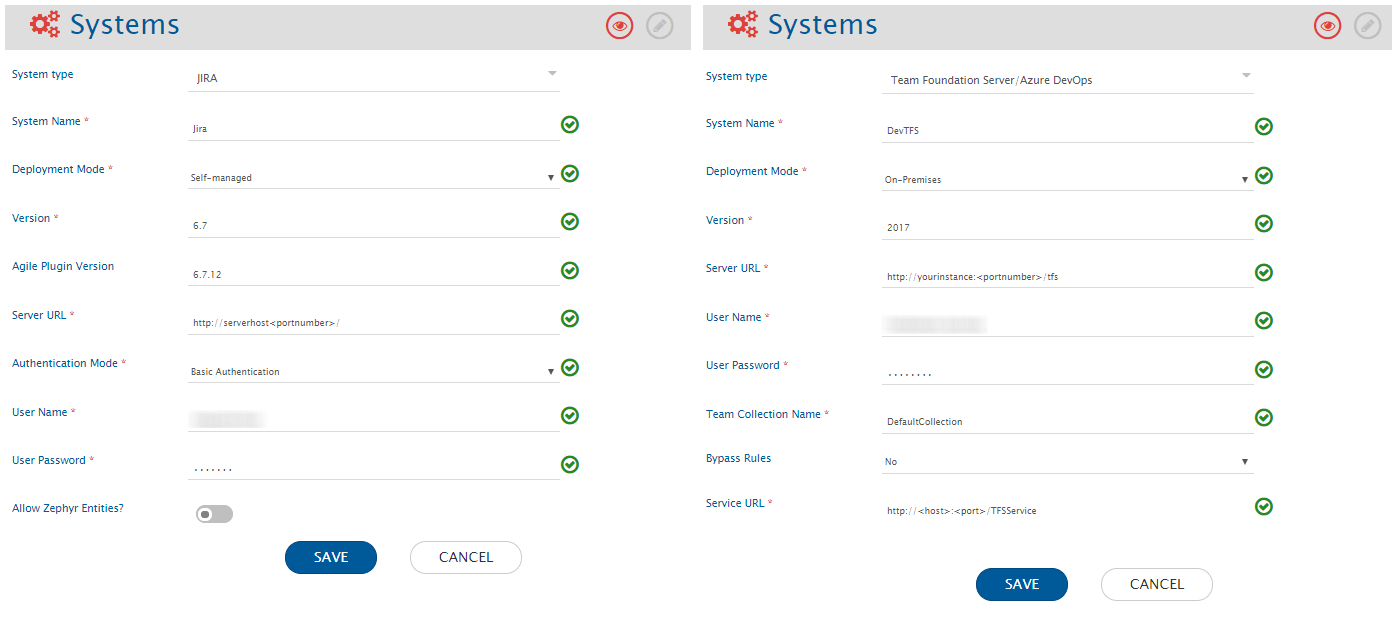 Systems
System type
JIRA
System Name *
Jira
Deployment Mode *
Self-managed
Version *
6.7
Agile Plugin Version
6.7.12
Server URL *
http://serverhost<portnumber>/
Authentication Mode *
Basic Authentication
User Name *
User Password *
.......
Allow Zephyr Entities?
SAVE
CANCEL
Systems
System type
Team Foundation Server/Azure DevOps
System Name *
DevTFS
Deployment Mode *
On-Premises
Version *
2017
Server URL *
http://yourinstance:<portnumber>/tfs
User Name *
User Password *
........
Team Collection Name *
DefaultCollection
Bypass Rules
No
Service URL *
http://<host>:<port>/TFSService
SAVE
CANCEL